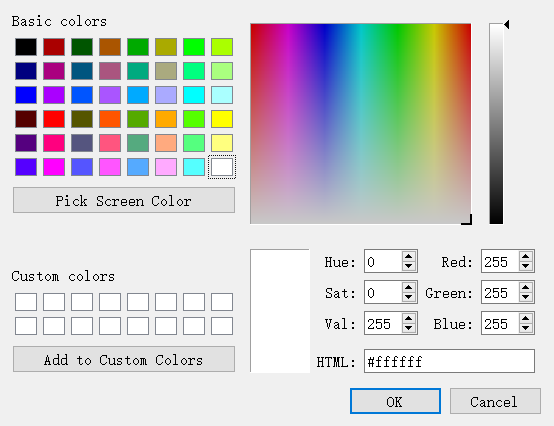 Basic colors
Pick Screen Color
Custom colors
Add to Custom Colors
Hue: 0 Red: 255
Sat: 0 Green: 255
Val: 255 Blue: 255
HTML: #ffffff
OK Cancel